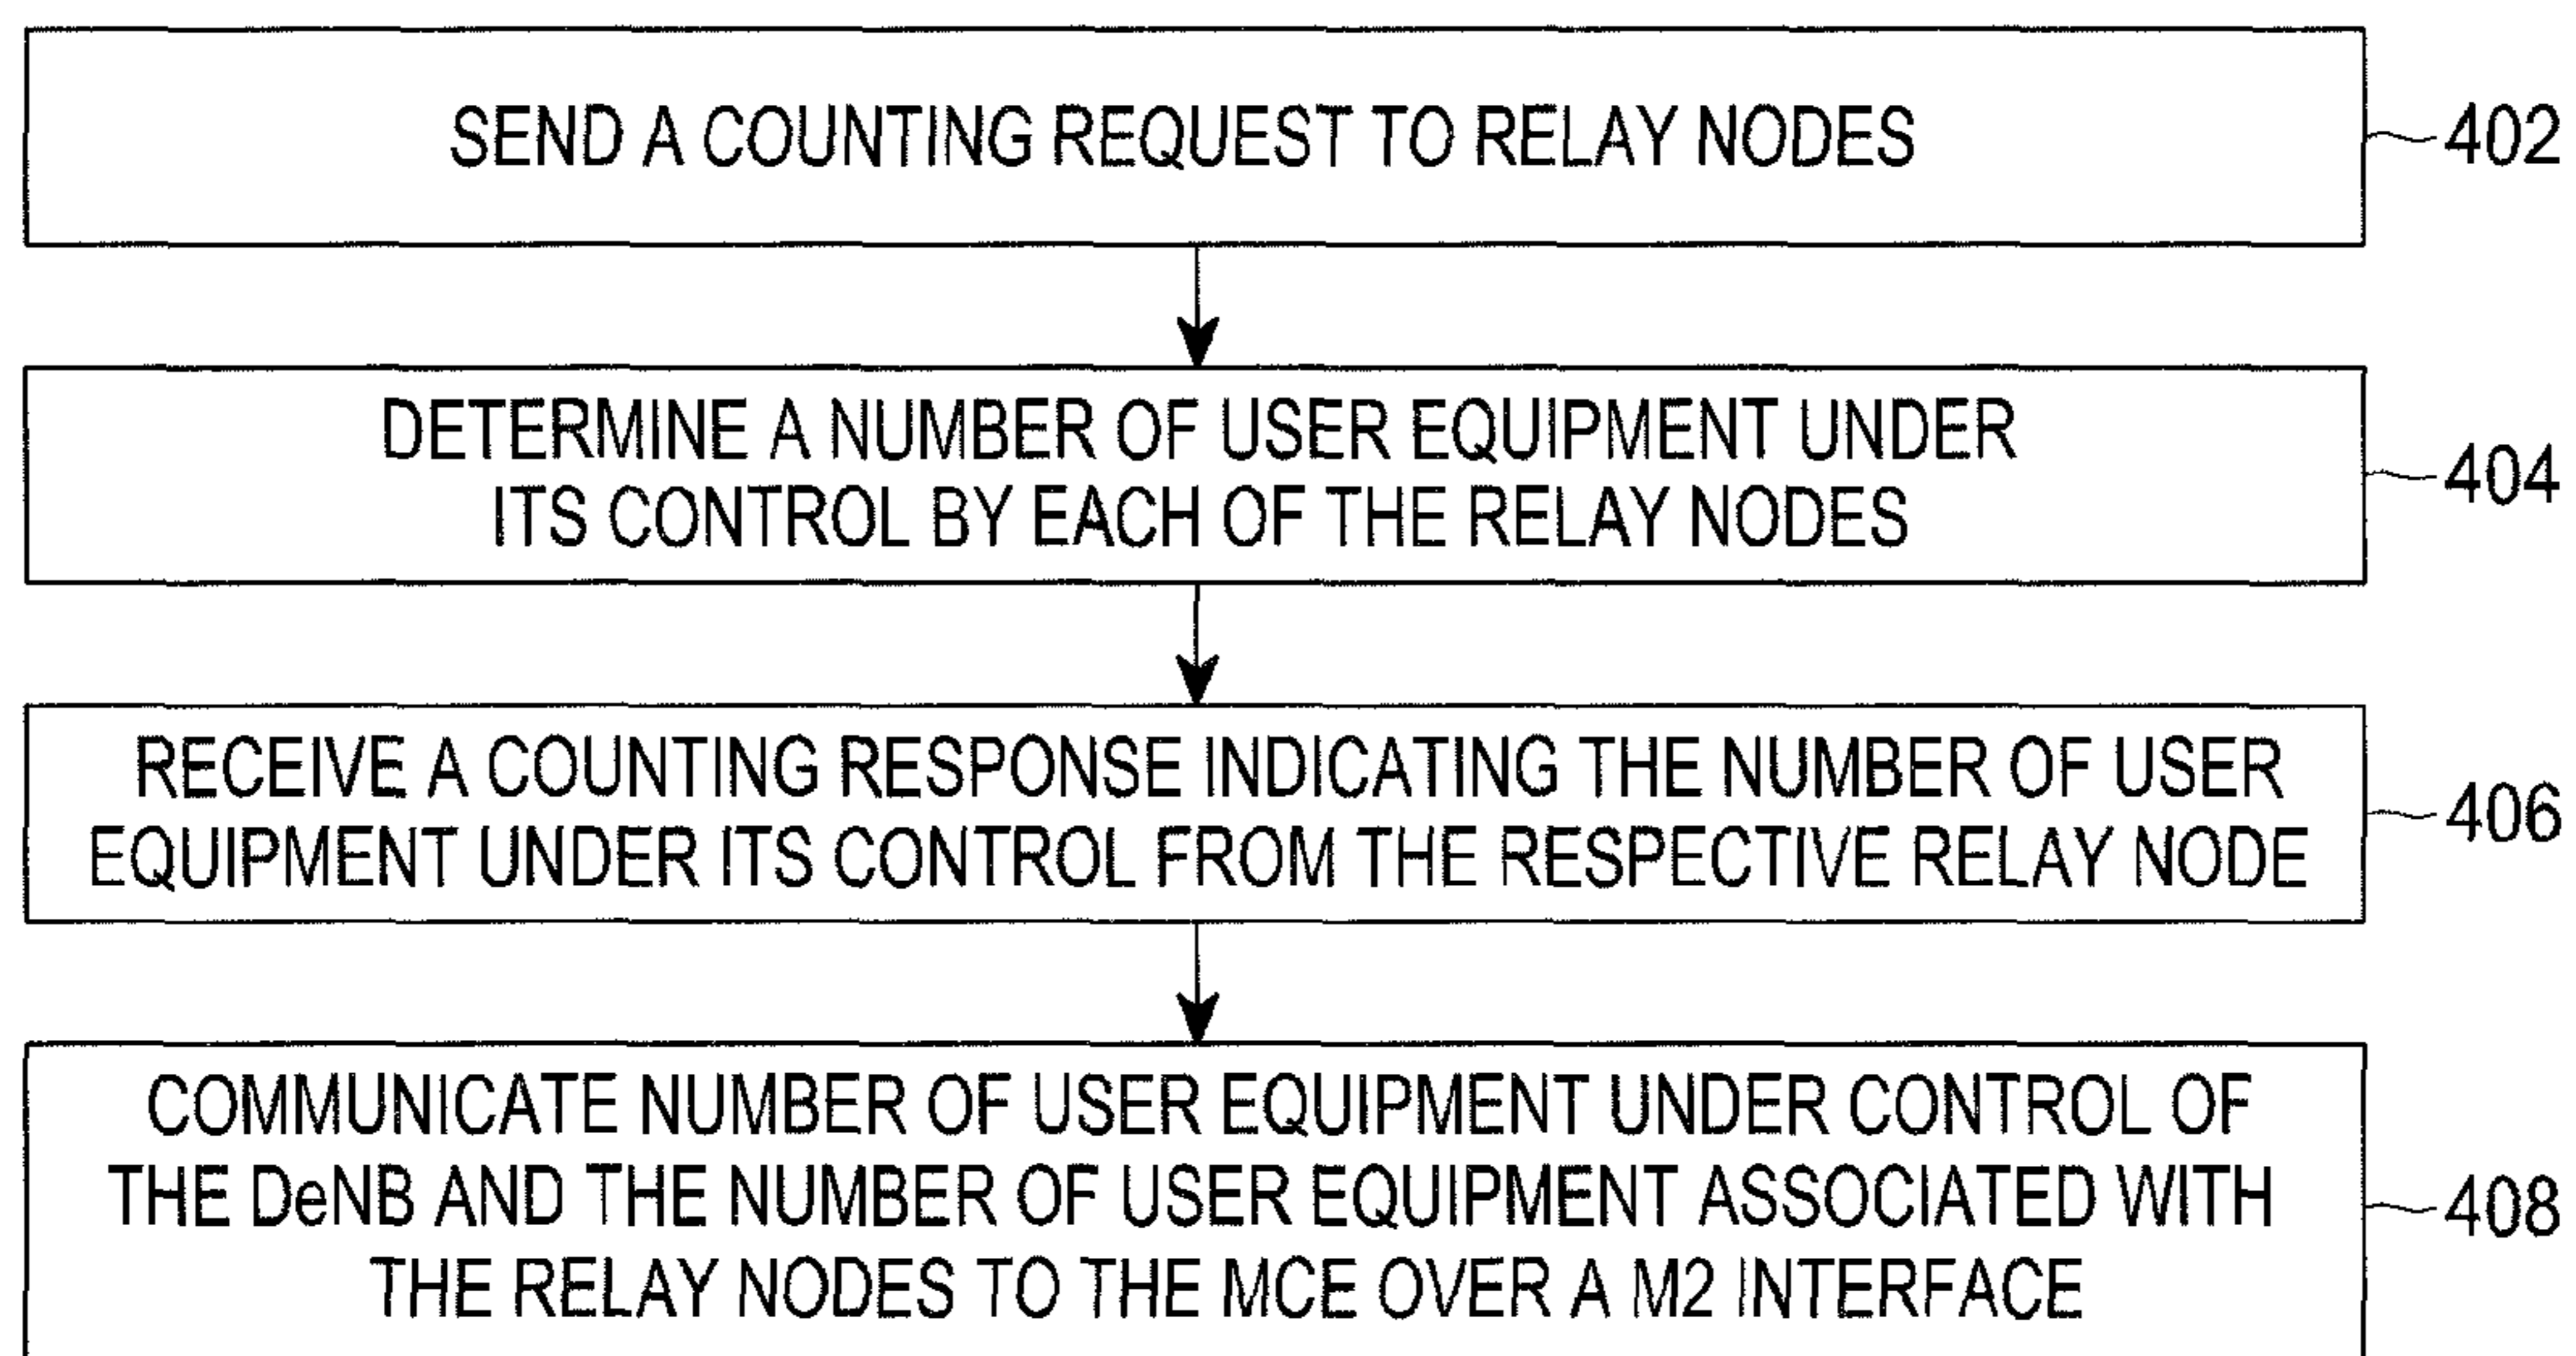 SEND A COUNTING REQUEST TO RELAY NODES
402
DETERMINE A NUMBER OF USER EQUIPMENT UNDER
ITS CONTROL BY EACH OF THE RELAY NODES
404
RECEIVE A COUNTING RESPONSE INDICATING THE NUMBER OF USER
EQUIPMENT UNDER ITS CONTROL FROM THE RESPECTIVE RELAY NODE
406
COMMUNICATE NUMBER OF USER EQUIPMENT UNDER CONTROL OF
THE DeNB AND THE NUMBER OF USER EQUIPMENT ASSOCIATED WITH
THE RELAY NODES TO THE MCE OVER A M2 INTERFACE
408